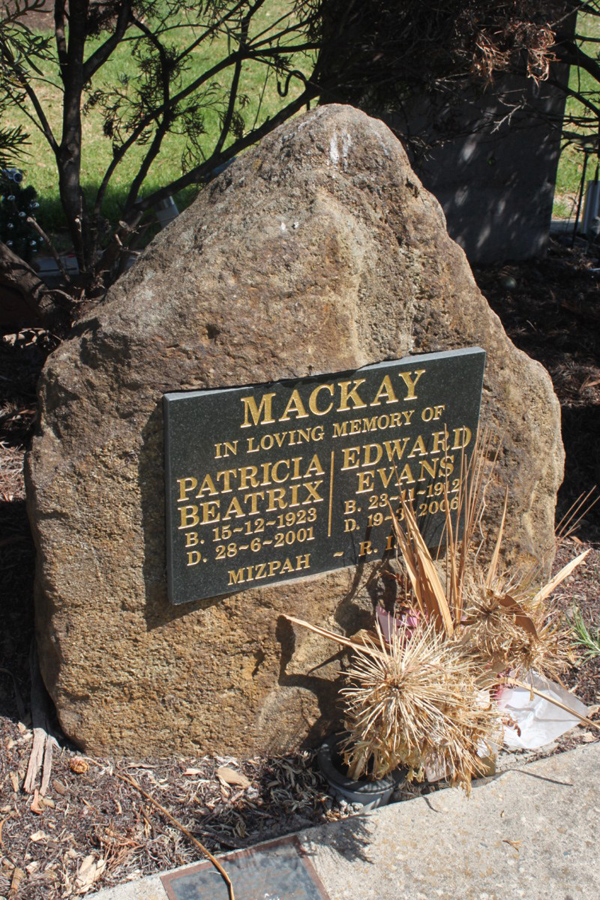 MACKAY
IN LOVING MEMORY OF
PATRICIA
BEATRIX
B. 15~12~1923
D. 28~6~2001
EDWARD
EVANS
B. 23~11~1912
D. 19~3~2006
MIZPAH ~ R.